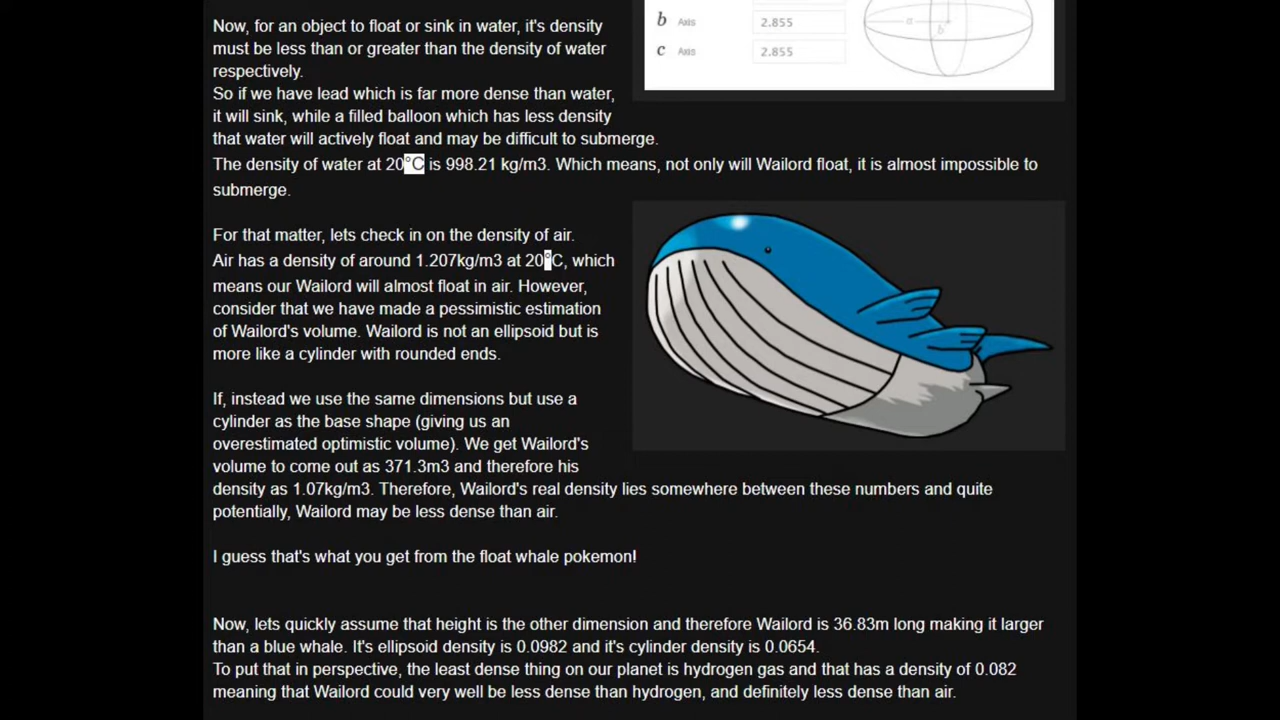 Now, for an object to float or sink in water, it's density
must be less than or greater than the density of water
respectively.
So if we have lead which is far more dense than water,
it will sink, while a filled balloon which has less density
that water will actively float and may be difficult to submerge.
The density of water at 20°C is 998.21 kg/m3. Which means, not only will Wailord float, it is almost impossible to
submerge.
b Axis 2.855
c Axis 2.855
a
b
For that matter, lets check in on the density of air.
Air has a density of around 1.207kg/m3 at 20°C, which
means our Wailord will almost float in air. However,
consider that we have made a pessimistic estimation
of Wailord's volume. Wailord is not an ellipsoid but is
more like a cylinder with rounded ends.
If, instead we use the same dimensions but use a
cylinder as the base shape (giving us an
overestimated optimistic volume). We get Wailord's
volume to come out as 371.3m3 and therefore his
density as 1.07kg/m3. Therefore, Wailord's real density lies somewhere between these numbers and quite
potentially, Wailord may be less dense than air.
I guess that's what you get from the float whale pokemon!
Now, lets quickly assume that height is the other dimension and therefore Wailord is 36.83m long making it larger
than a blue whale. It's ellipsoid density is 0.0982 and it's cylinder density is 0.0654.
To put that in perspective, the least dense thing on our planet is hydrogen gas and that has a density of 0.082
meaning that Wailord could very well be less dense than hydrogen, and definitely less dense than air.